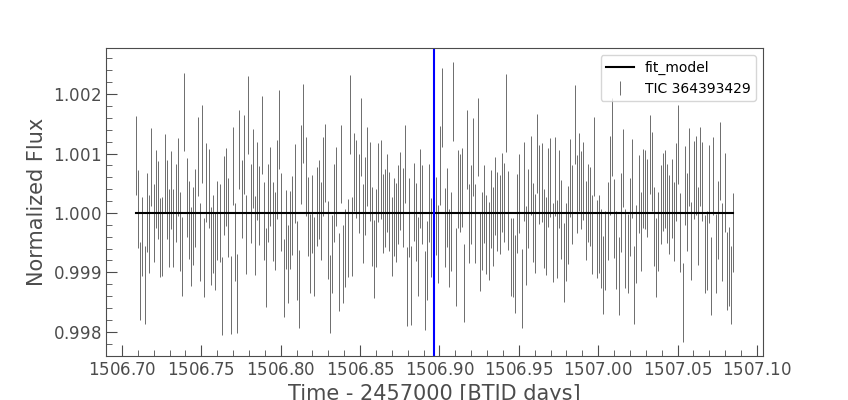 fit_model
TIC 364393429
Normalized Flux
1.002
1.001
1.000
0.999
0.998
1506.70 1506.75 1506.80 1506.85 1506.90 1506.95 1507.00 1507.05 1507.10
Time - 2457000 [BTJD days]